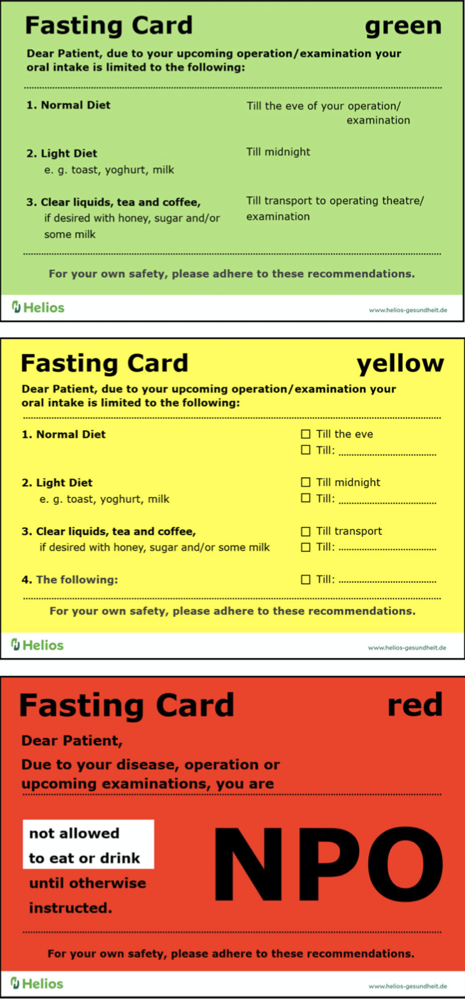 Fasting Card green
Dear Patient, due to your upcoming operation/examination your
oral intake is limited to the following:
1. Normal Diet Till the eve of your operation/
examination
2. Light Diet Till midnight
e. g. toast, yoghurt, milk
3. Clear liquids, tea and coffee, Till transport to operating theatre/
if desired with honey, sugar and/or examination
some milk
For your own safety, please adhere to these recommendations.
Helios www.helios-gesundheit.de
Fasting Card yellow
Dear Patient, due to your upcoming operation/examination your
oral intake is limited to the following:
1. Normal Diet ☐ Till the eve
☐ Till: ........................
2. Light Diet ☐ Till midnight
e. g. toast, yoghurt, milk ☐ Till: ........................
3. Clear liquids, tea and coffee, ☐ Till transport
if desired with honey, sugar and/or some milk ☐ Till: ........................
4. The following: ☐ Till: ........................
For your own safety, please adhere to these recommendations.
Helios www.helios-gesundheit.de
Fasting Card red
Dear Patient,
Due to your disease, operation or
upcoming examinations, you are
not allowed
to eat or drink
until otherwise
instructed.
NPO
For your own safety, please adhere to these recommendations.
Helios www.helios-gesundheit.de